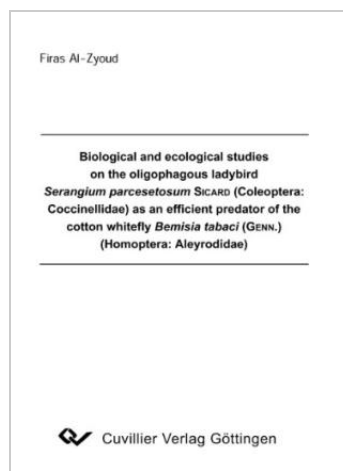 Firas Al-Zyoud
Biological and ecological studies
on the oligophagous ladybird
Serangium parcesetosum SICARD (Coleoptera:
Coccinellidae) as an efficient predator of the
cotton whitefly Bemisia tabaci (GENN.)
(Homoptera: Aleyrodidae)
Cuvillier Verlag Göttingen